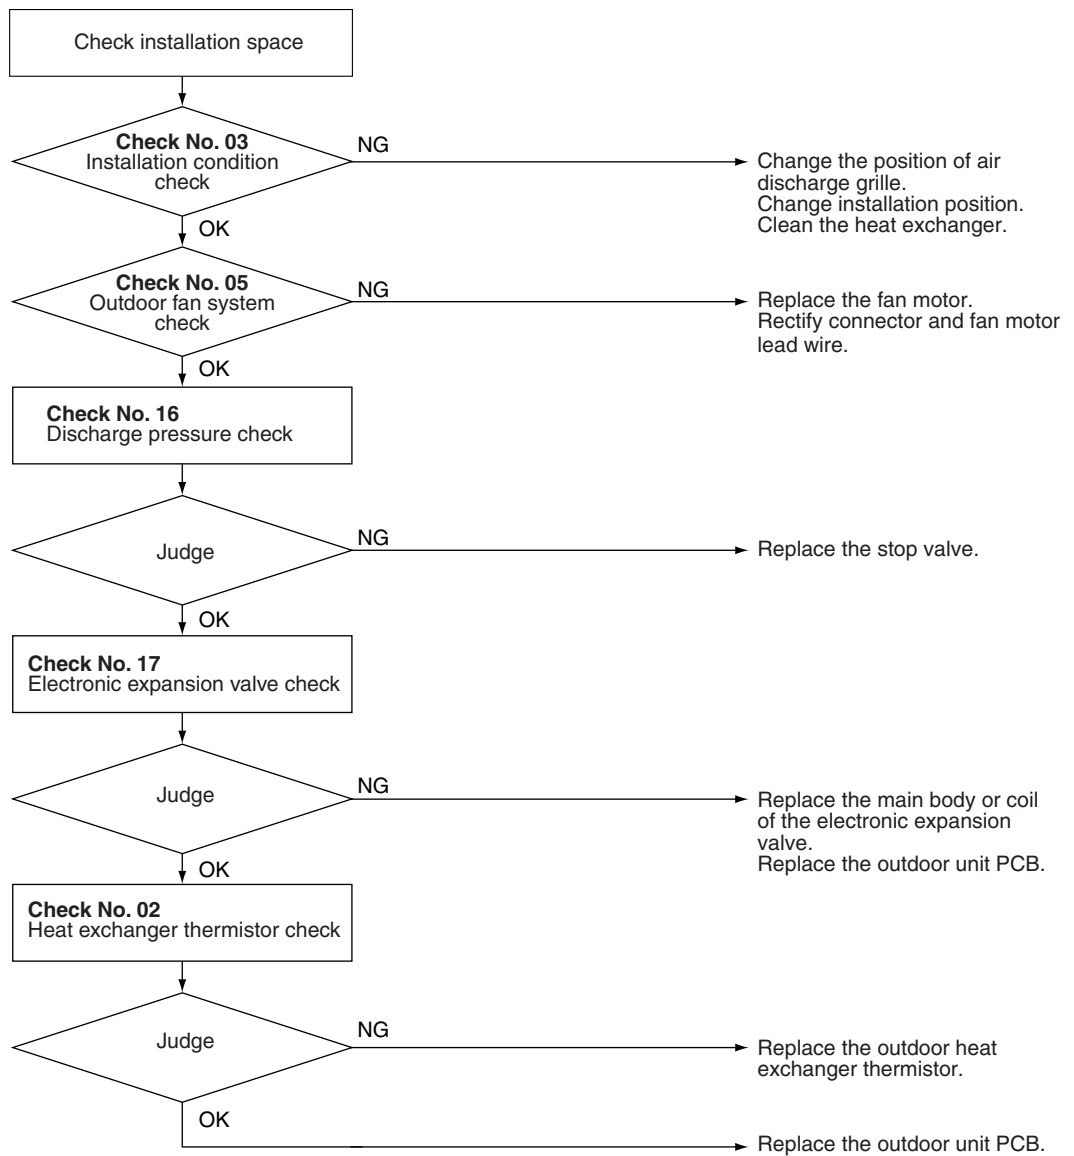 Check installation space
Check No. 03
Installation condition
check
NG
Change the position of air
discharge grille.
Change installation position.
Clean the heat exchanger.
OK
Check No. 05
Outdoor fan system
check
NG
Replace the fan motor.
Rectify connector and fan motor
lead wire.
OK
Check No. 16
Discharge pressure check
Judge
NG
Replace the stop valve.
OK
Check No. 17
Electronic expansion valve check
Judge
NG
Replace the main body or coil
of the electronic expansion
valve.
Replace the outdoor unit PCB.
OK
Check No. 02
Heat exchanger thermistor check
Judge
NG
Replace the outdoor heat
exchanger thermistor.
OK
Replace the outdoor unit PCB.